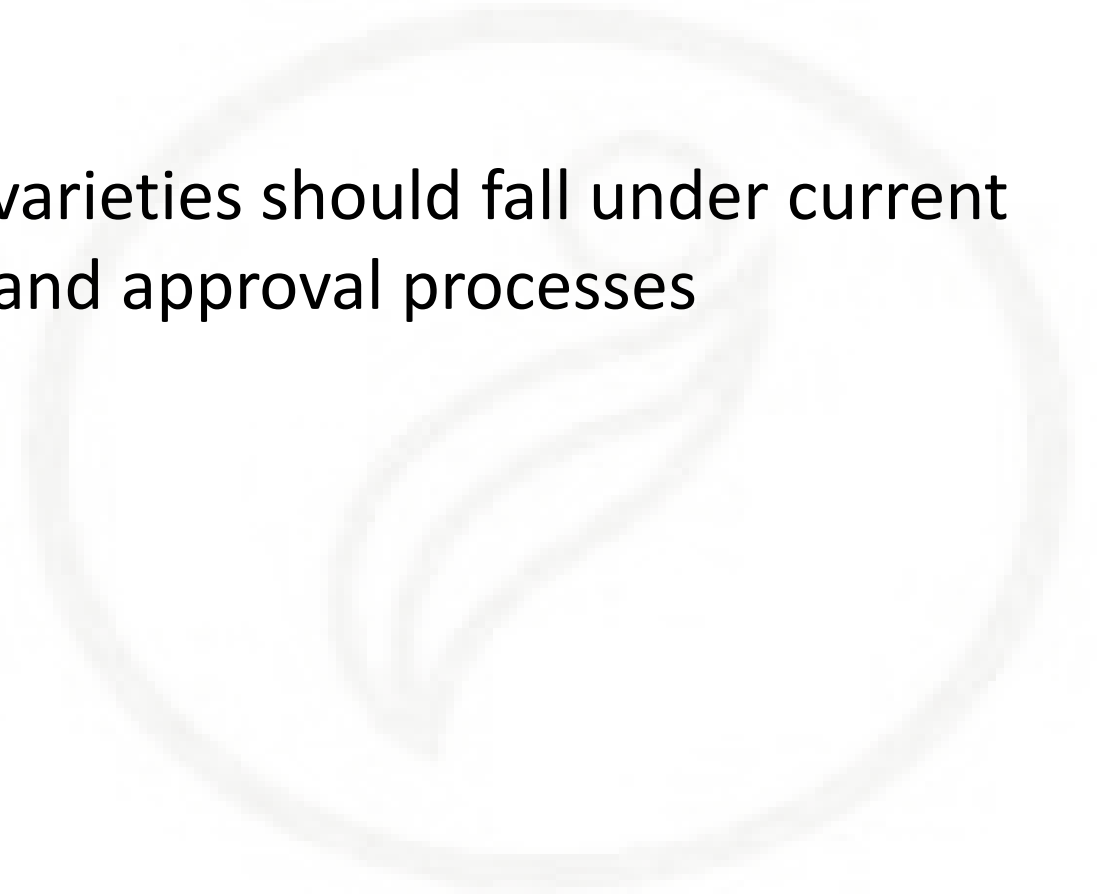 varieties should fall under current
and approval processes